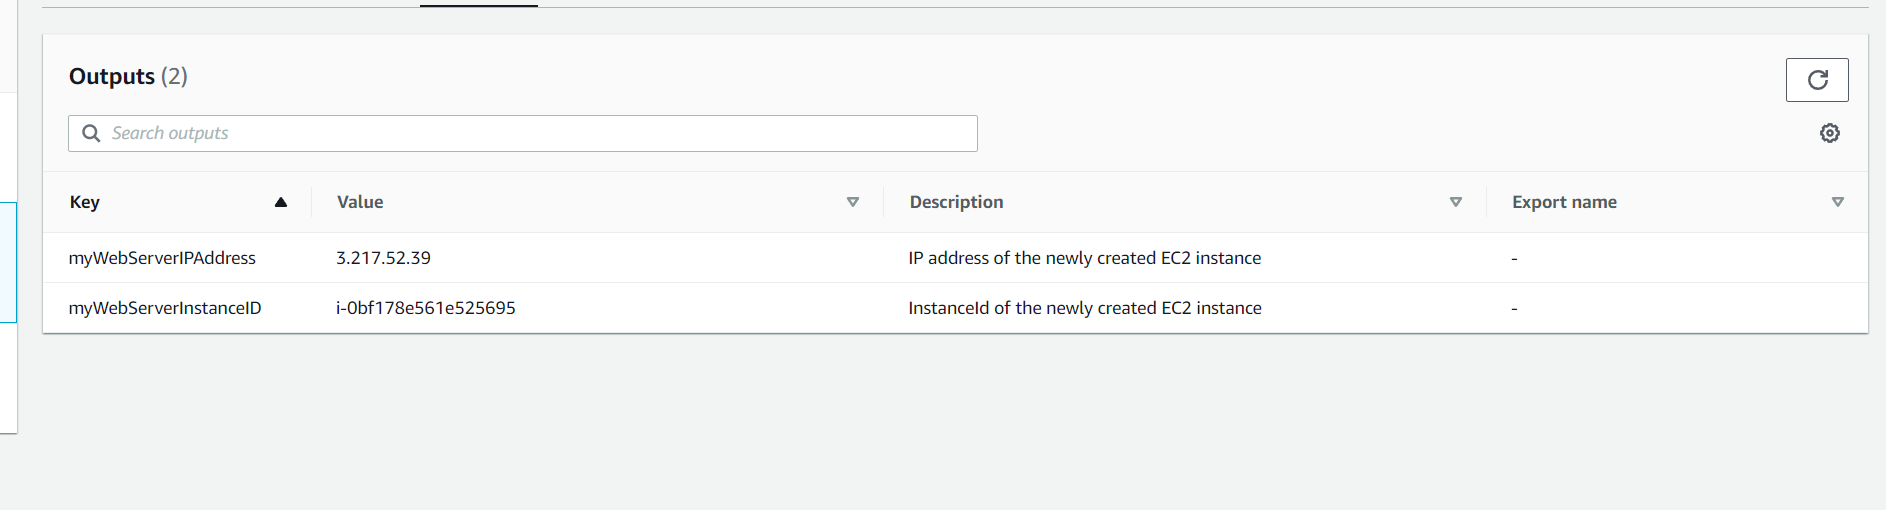 Outputs (2)
Search outputs
Key Value Description Export name
myWebServerIPAddress 3.217.52.39 IP address of the newly created EC2 instance -
myWebServerInstanceID i-0bf178e561e525695 InstanceId of the newly created EC2 instance -